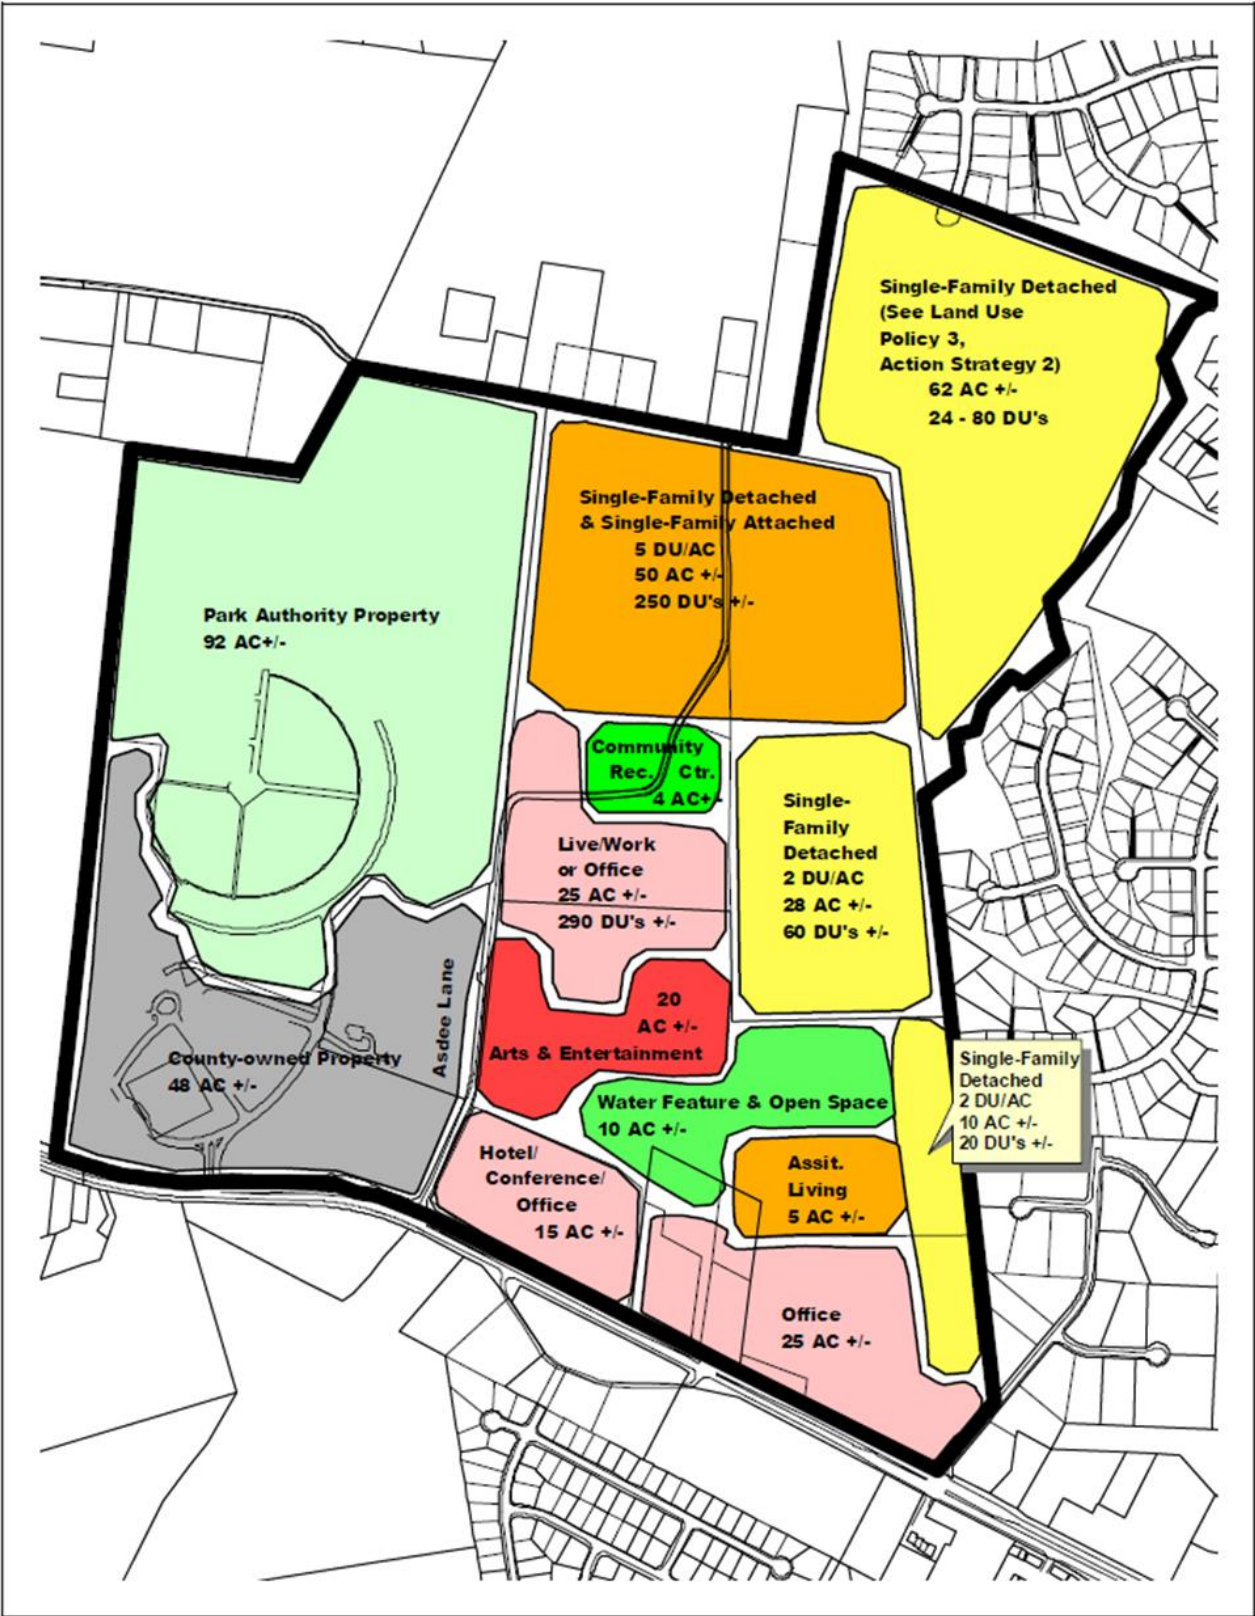 Single-Family Detached
(See Land Use
Policy 3,
Action Strategy 2)
62 AC +/-
24 - 80 DU's
Single-Family Detached
& Single-Family Attached
5 DU/AC
50 AC +/-
250 DU's +/-
Park Authority Property
92 AC+/-
Community
Rec. Ctr.
4 AC+/-
Single-
Family
Detached
2 DU/AC
28 AC +/-
60 DU's +/-
Live/Work
or Office
25 AC +/-
290 DU's +/-
Asdee Lane
20
AC +/-
Arts & Entertainment
County-owned Property
48 AC +/-
Single-Family
Detached
2 DU/AC
10 AC +/-
20 DU's +/-
Water Feature & Open Space
10 AC +/-
Hotel/
Conference/
Office
15 AC +/-
Assit.
Living
5 AC +/-
Office
25 AC +/-